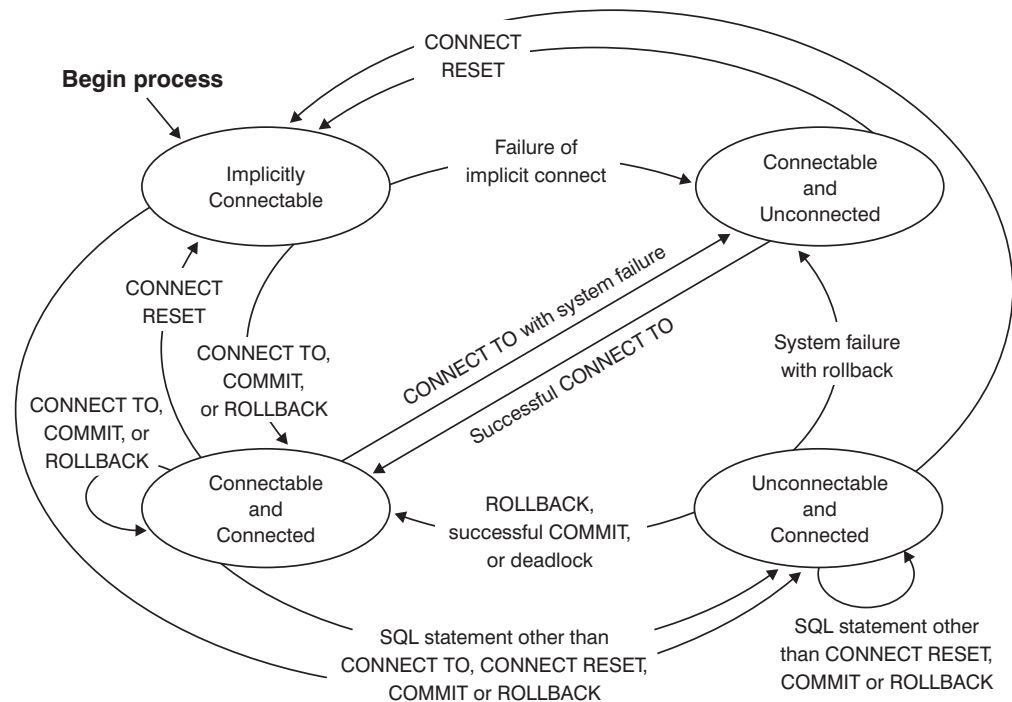 CONNECT
RESET
Begin process
Implicitly
Connectable
Failure of
implicit connect
Connectable
and
Unconnected
CONNECT
RESET
CONNECT TO,
COMMIT,
or ROLLBACK
CONNECT TO with system failure
Successful CONNECT TO
System failure
with rollback
CONNECT TO,
COMMIT, or
ROLLBACK
Connectable
and
Connected
ROLLBACK,
successful COMMIT,
or deadlock
Unconnectable
and
Connected
SQL statement other than
CONNECT TO, CONNECT RESET,
COMMIT or ROLLBACK
SQL statement other
than CONNECT RESET,
COMMIT or ROLLBACK